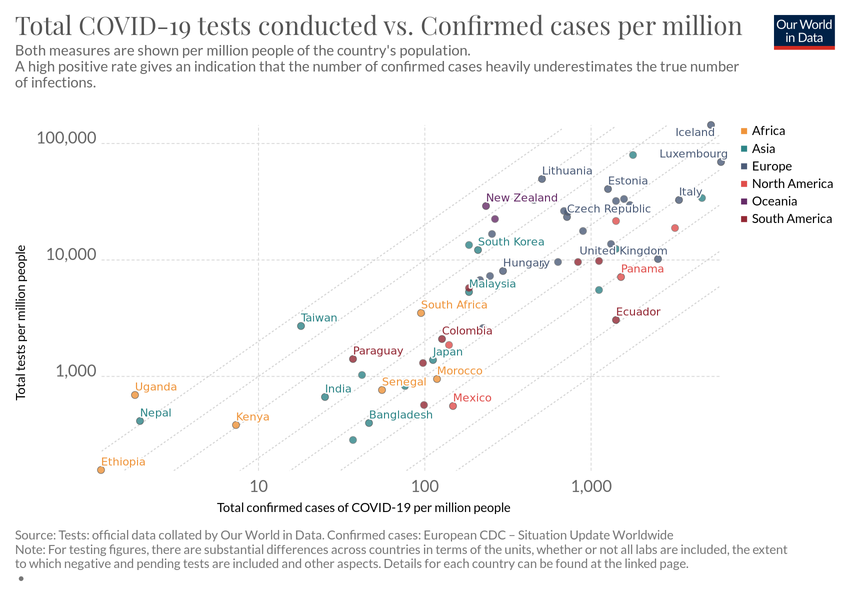 Total COVID-19 tests conducted vs. Confirmed cases per million
Our World
in Data
Both measures are shown per million people of the country's population.
A high positive rate gives an indication that the number of confirmed cases heavily underestimates the true number
of infections.
100,000
10,000
1,000
Total tests per million people
Iceland
Luxembourg
Lithuania
Estonia
Italy
New Zealand
Czech Republic
South Korea
United Kingdom
Hungary
Panama
Malaysia
South Africa
Ecuador
Taiwan
Colombia
Paraguay
Japan
Morocco
Uganda
Senegal
India
Mexico
Nepal
Kenya
Bangladesh
Ethiopia
Africa
Asia
Europe
North America
Oceania
South America
10
100
1,000
Total confirmed cases of COVID-19 per million people
Source: Tests: official data collated by Our World in Data. Confirmed cases: European CDC – Situation Update Worldwide
Note: For testing figures, there are substantial differences across countries in terms of the units, whether or not all labs are included, the extent
to which negative and pending tests are included and other aspects. Details for each country can be found at the linked page.
•